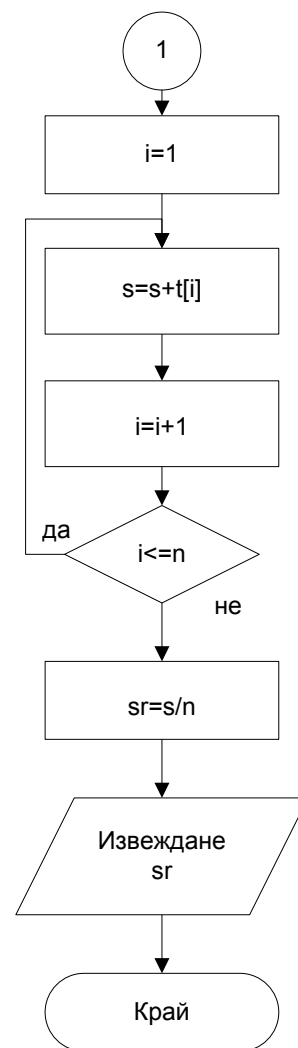 1
i=1
s=s+t[i]
i=i+1
да
i<=n
не
sr=s/n
Извеждане
sr
Край